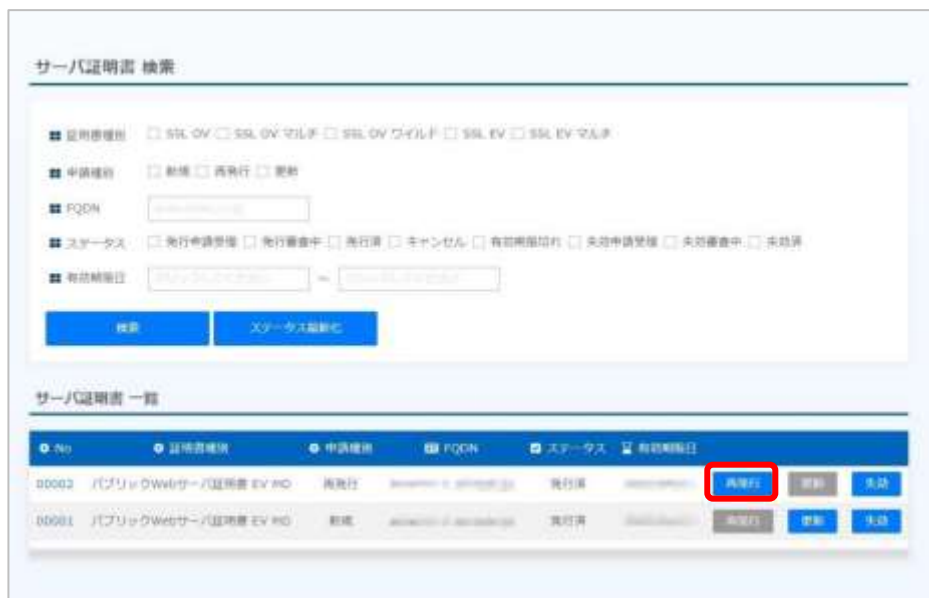 サーバ証明書 検索
証明書種別 SSL OV SSL OV マルチ SSL OV ワイルド SSL EV SSL EV マルチ
申請種別 新規 再発行 更新
FQDN
ステータス 発行申請受理 発行審査中 発行済 キャンセル 有効期限切れ 失効申請受理 失効審査中 失効済
有効期限日 ~
検索 ステータス最新化
サーバ証明書 一覧
No 証明書種別 申請種別 FQDN ステータス 有効期限日
00002 パブリックWebサーバ証明書 EV MD 再発行 発行済 再発行 更新 失効
00001 パブリックWebサーバ証明書 EV MD 新規 発行済 再発行 更新 失効